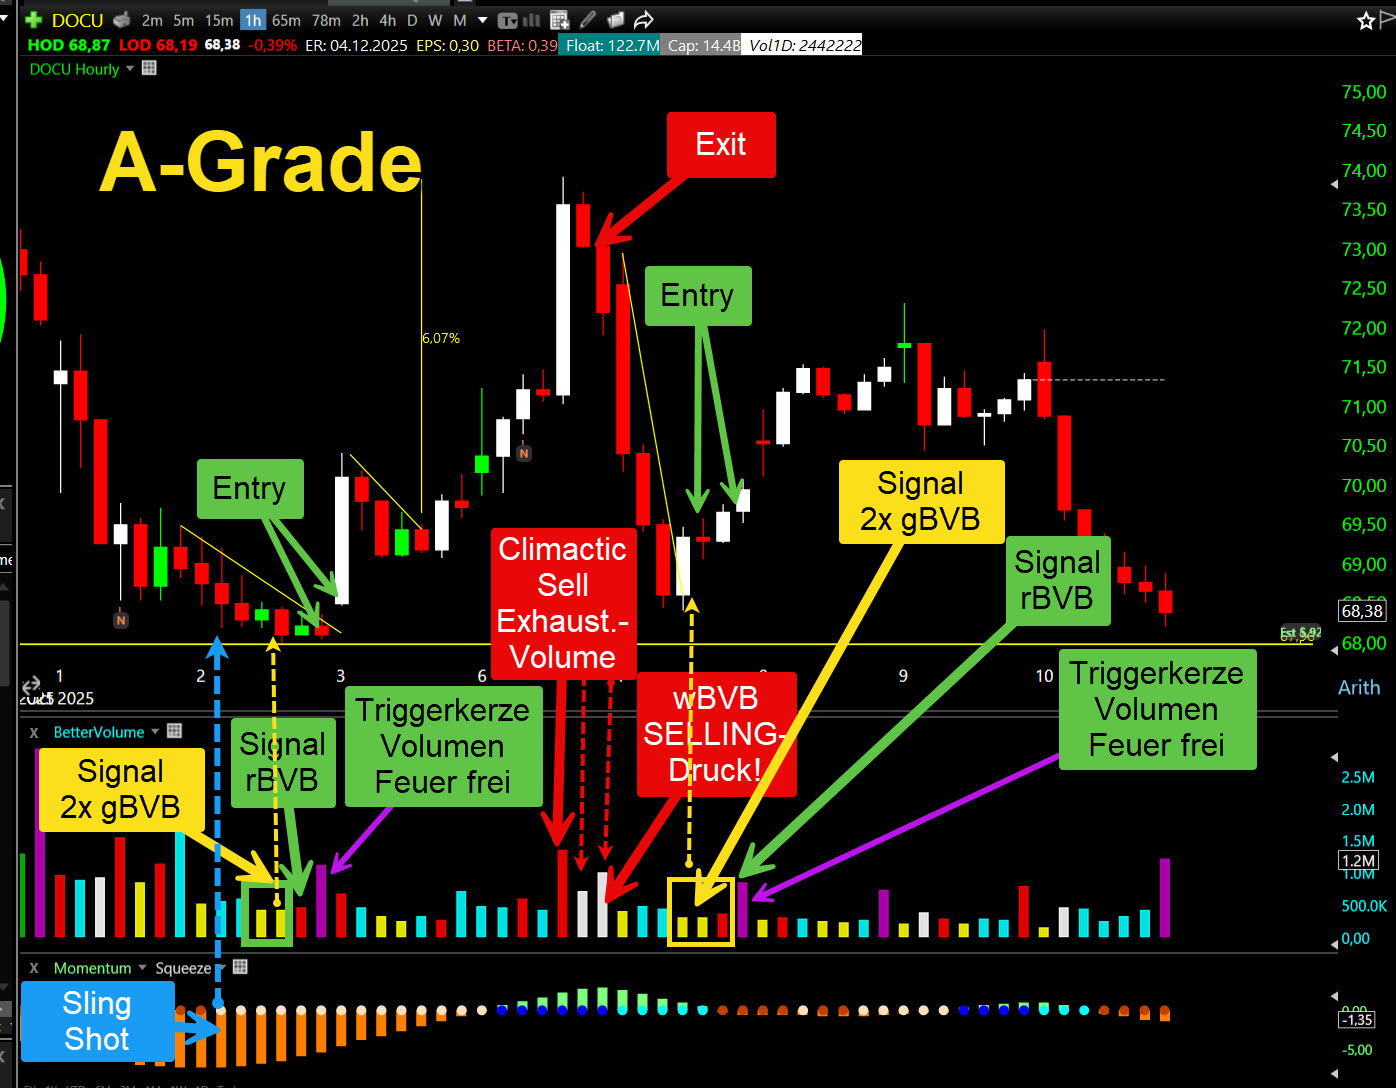 DOCU 2m 5m 15m 1h 65m 78m 2h 4h D W M
HOD 68,87 LOD 68,19 68,38 -0,39% ER: 04.12.2025 EPS: 0,30 BETA: 0,39 Float: 122.7M Cap: 14.4B Vol1D: 2442222
DOCU Hourly
A-Grade
Exit
Entry
6,07%
Entry
Signal
2x gBVB
Climactic
Sell
Exhaust.-
Volume
Signal
rBVB
N
N
75,00
74,50
74,00
73,50
73,00
72,50
72,00
71,50
71,00
70,50
70,00
69,50
69,00
68,38
68,00
1 2 3 6 9 10
2025
Arith
wBVB
SELLING-
Druck!
Triggerkerze
Volumen
Feuer frei
Triggerkerze
Volumen
Feuer frei
X BetterVolume
Signal
2x gBVB
Signal
rBVB
2.5M
2.0M
1.5M
1.2M
1.0M
500.0K
0,00
X Momentum Squeeze
Sling
Shot
0,00
-1,35
-5,00